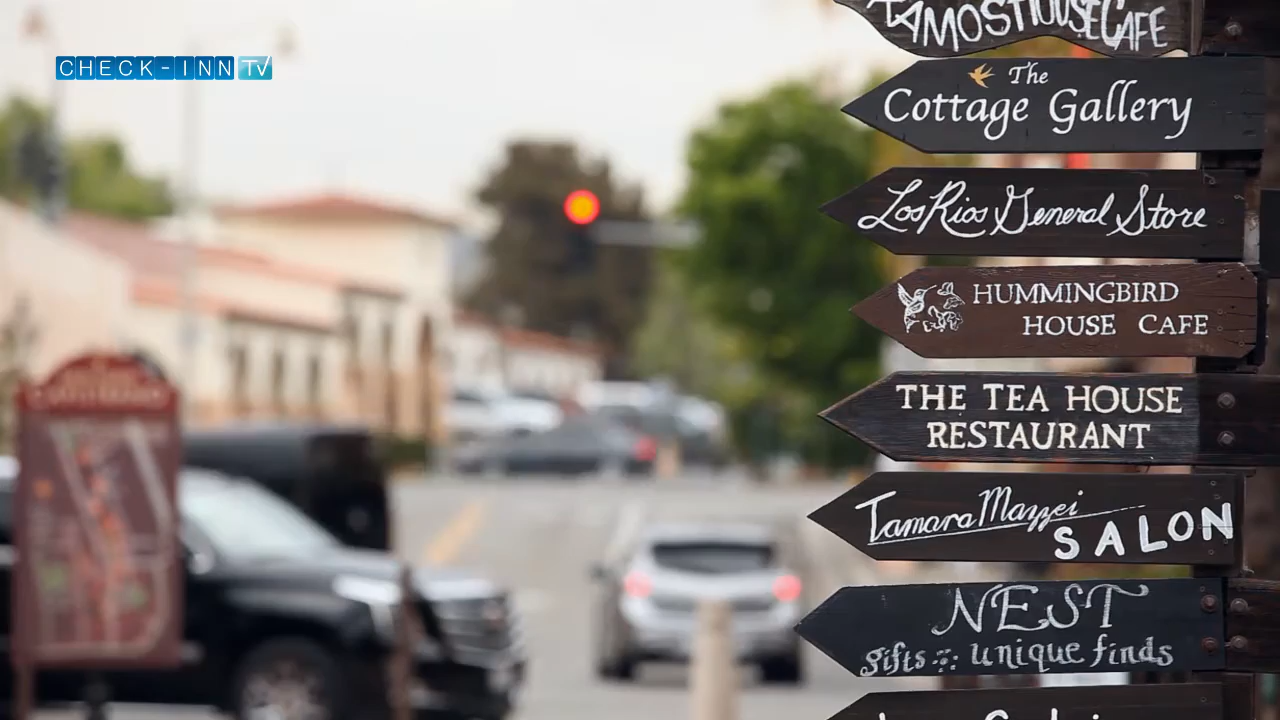 CHECK-INN TV
TAMOSHOUSECAFE
The
Cottage Gallery
Los Rios General Store
HUMMINGBIRD
HOUSE CAFE
THE TEA HOUSE
RESTAURANT
Tamara Mazzei
SALON
NEST
gifts unique finds